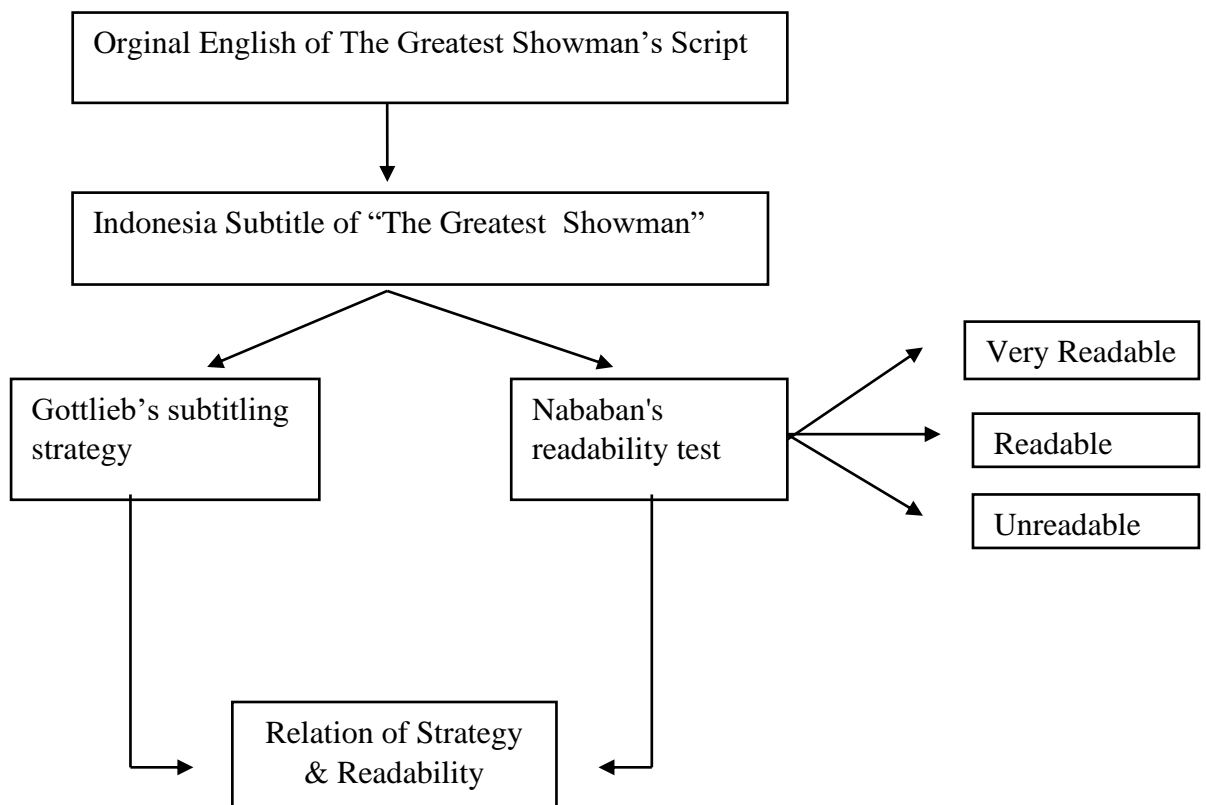 Orginal English of The Greatest Showman’s Script
Indonesia Subtitle of “The Greatest Showman”
Gottlieb’s subtitling
strategy
Nababan's
readability test
Very Readable
Readable
Unreadable
Relation of Strategy
& Readability